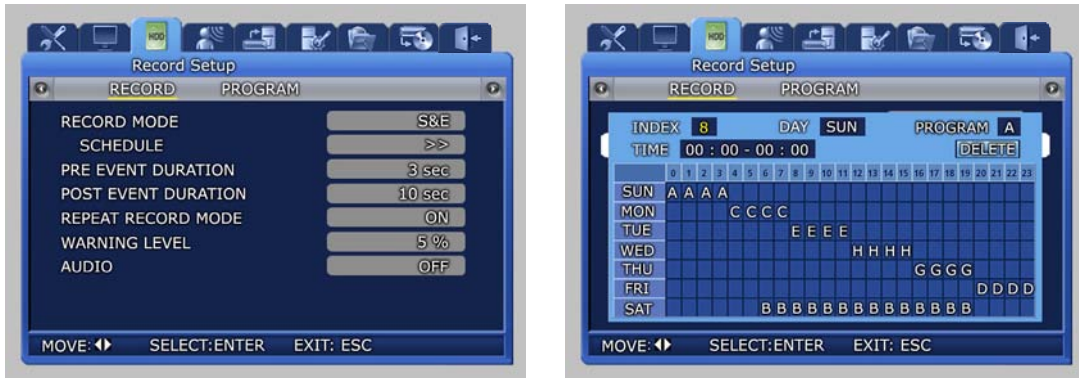 HDD
Record Setup
RECORD PROGRAM
RECORD MODE S&E
SCHEDULE >>
PRE EVENT DURATION 3 sec
POST EVENT DURATION 10 sec
REPEAT RECORD MODE ON
WARNING LEVEL 5 %
AUDIO OFF
MOVE: SELECT:ENTER EXIT: ESC
HDD
Record Setup
RECORD PROGRAM
INDEX 8 DAY SUN PROGRAM A
TIME 00 : 00 - 00 : 00 DELETE
0 1 2 3 4 5 6 7 8 9 10 11 12 13 14 15 16 17 18 19 20 21 22 23
SUN A A A A
MON C C C C
TUE E E E E
WED H H H H
THU G G G G
FRI D D D D
SAT B B B B B B B B B B B B B B
MOVE: SELECT:ENTER EXIT: ESC